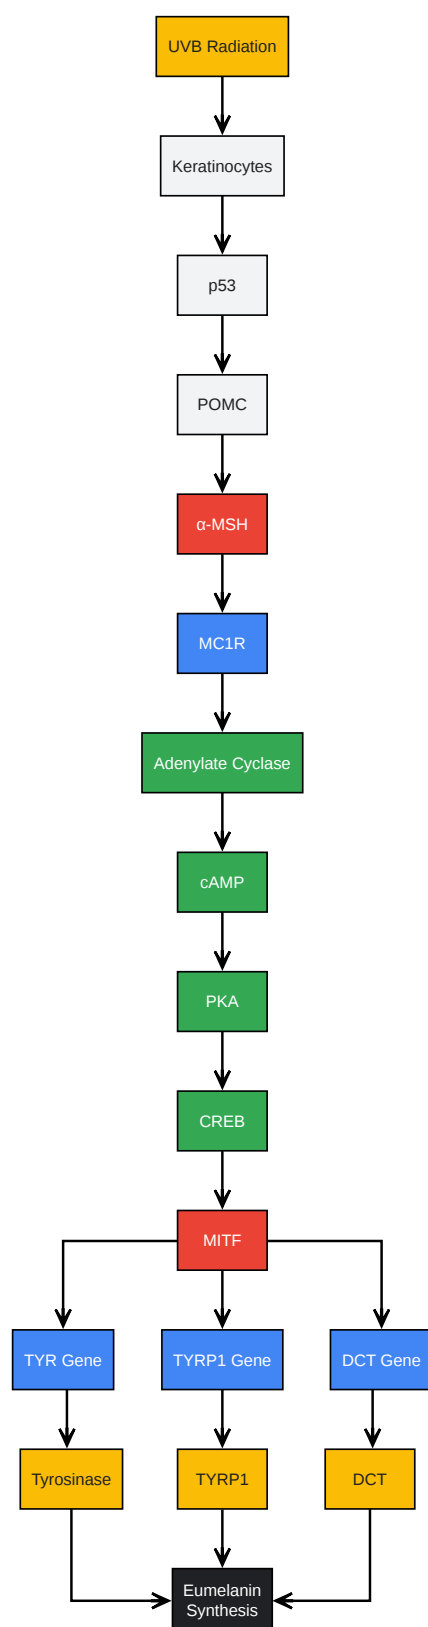 UVB Radiation
Keratinocytes
p53
POMC
α-MSH
MC1R
Adenylate Cyclase
cAMP
PKA
CREB
MITF
TYR Gene
TYRP1 Gene
DCT Gene
Tyrosinase
TYRP1
DCT
Eumelanin
Synthesis